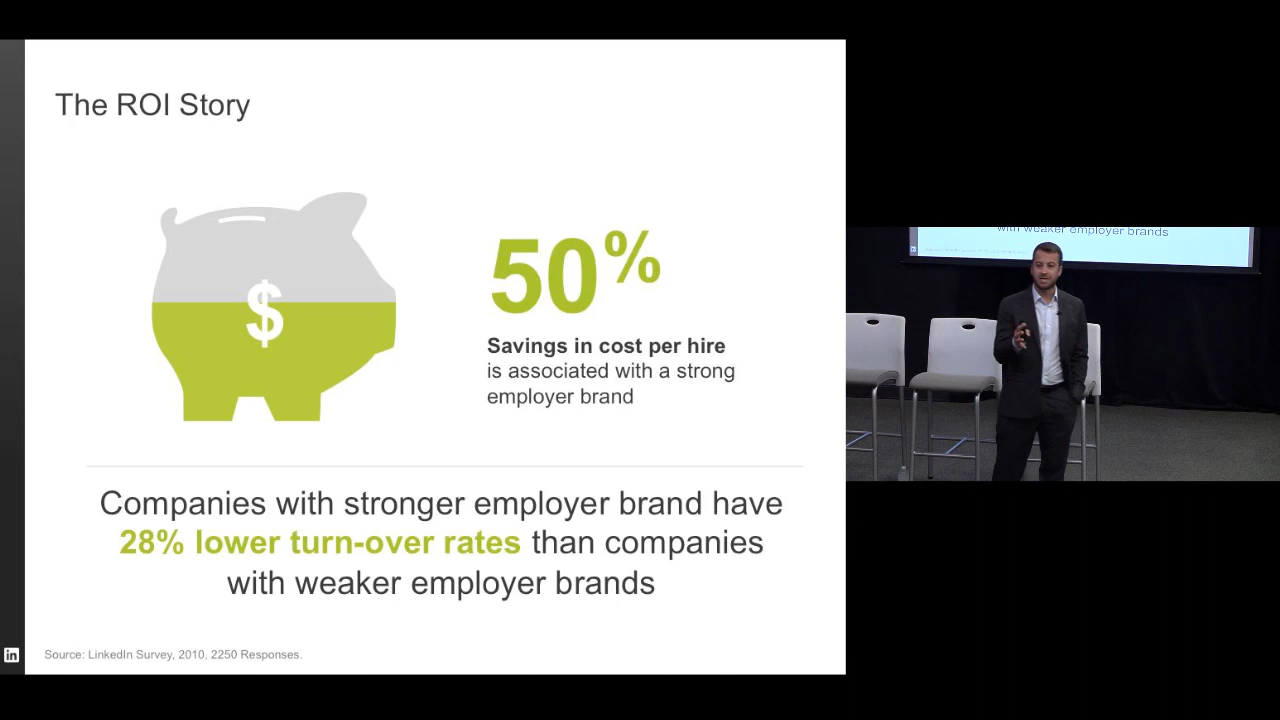 The ROI Story
$
50%
Savings in cost per hire
is associated with a strong
employer brand
Companies with stronger employer brand have
28% lower turn-over rates than companies
with weaker employer brands
in
Source: LinkedIn Survey, 2010, 2250 Responses.
with weaker employer brands
in